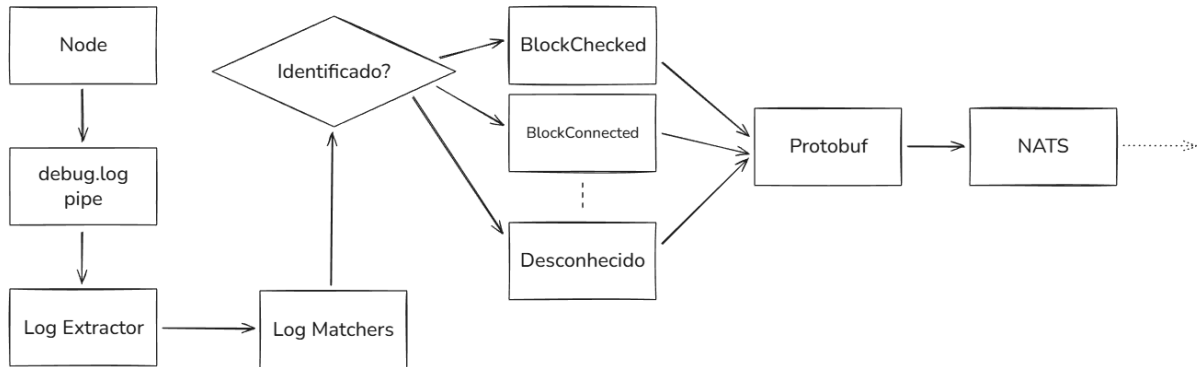 Node
debug.log
pipe
Log Extractor
Log Matchers
Identificado?
BlockChecked
BlockConnected
Desconhecido
Protobuf
NATS